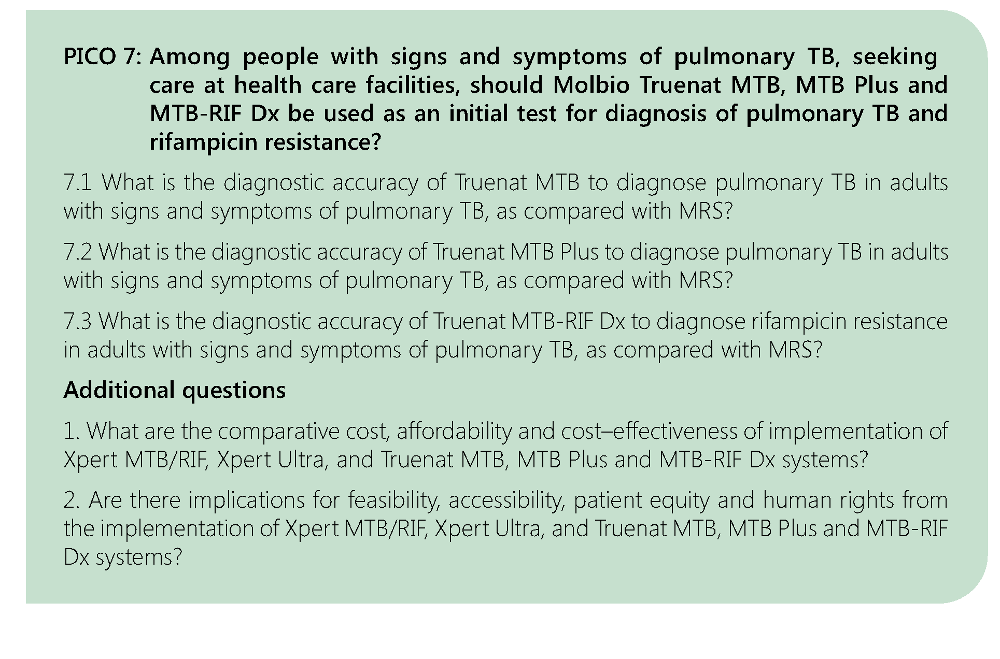 PICO 7: Among people with signs and symptoms of pulmonary TB, seeking
care at health care facilities, should Molbio Truenat MTB, MTB Plus and
MTB-RIF Dx be used as an initial test for diagnosis of pulmonary TB and
rifampicin resistance?
7.1 What is the diagnostic accuracy of Truenat MTB to diagnose pulmonary TB in adults
with signs and symptoms of pulmonary TB, as compared with MRS?
7.2 What is the diagnostic accuracy of Truenat MTB Plus to diagnose pulmonary TB in adults
with signs and symptoms of pulmonary TB, as compared with MRS?
7.3 What is the diagnostic accuracy of Truenat MTB-RIF Dx to diagnose rifampicin resistance
in adults with signs and symptoms of pulmonary TB, as compared with MRS?
Additional questions
1. What are the comparative cost, affordability and cost–effectiveness of implementation of
Xpert MTB/RIF, Xpert Ultra, and Truenat MTB, MTB Plus and MTB-RIF Dx systems?
2. Are there implications for feasibility, accessibility, patient equity and human rights from
the implementation of Xpert MTB/RIF, Xpert Ultra, and Truenat MTB, MTB Plus and MTB-RIF
Dx systems?